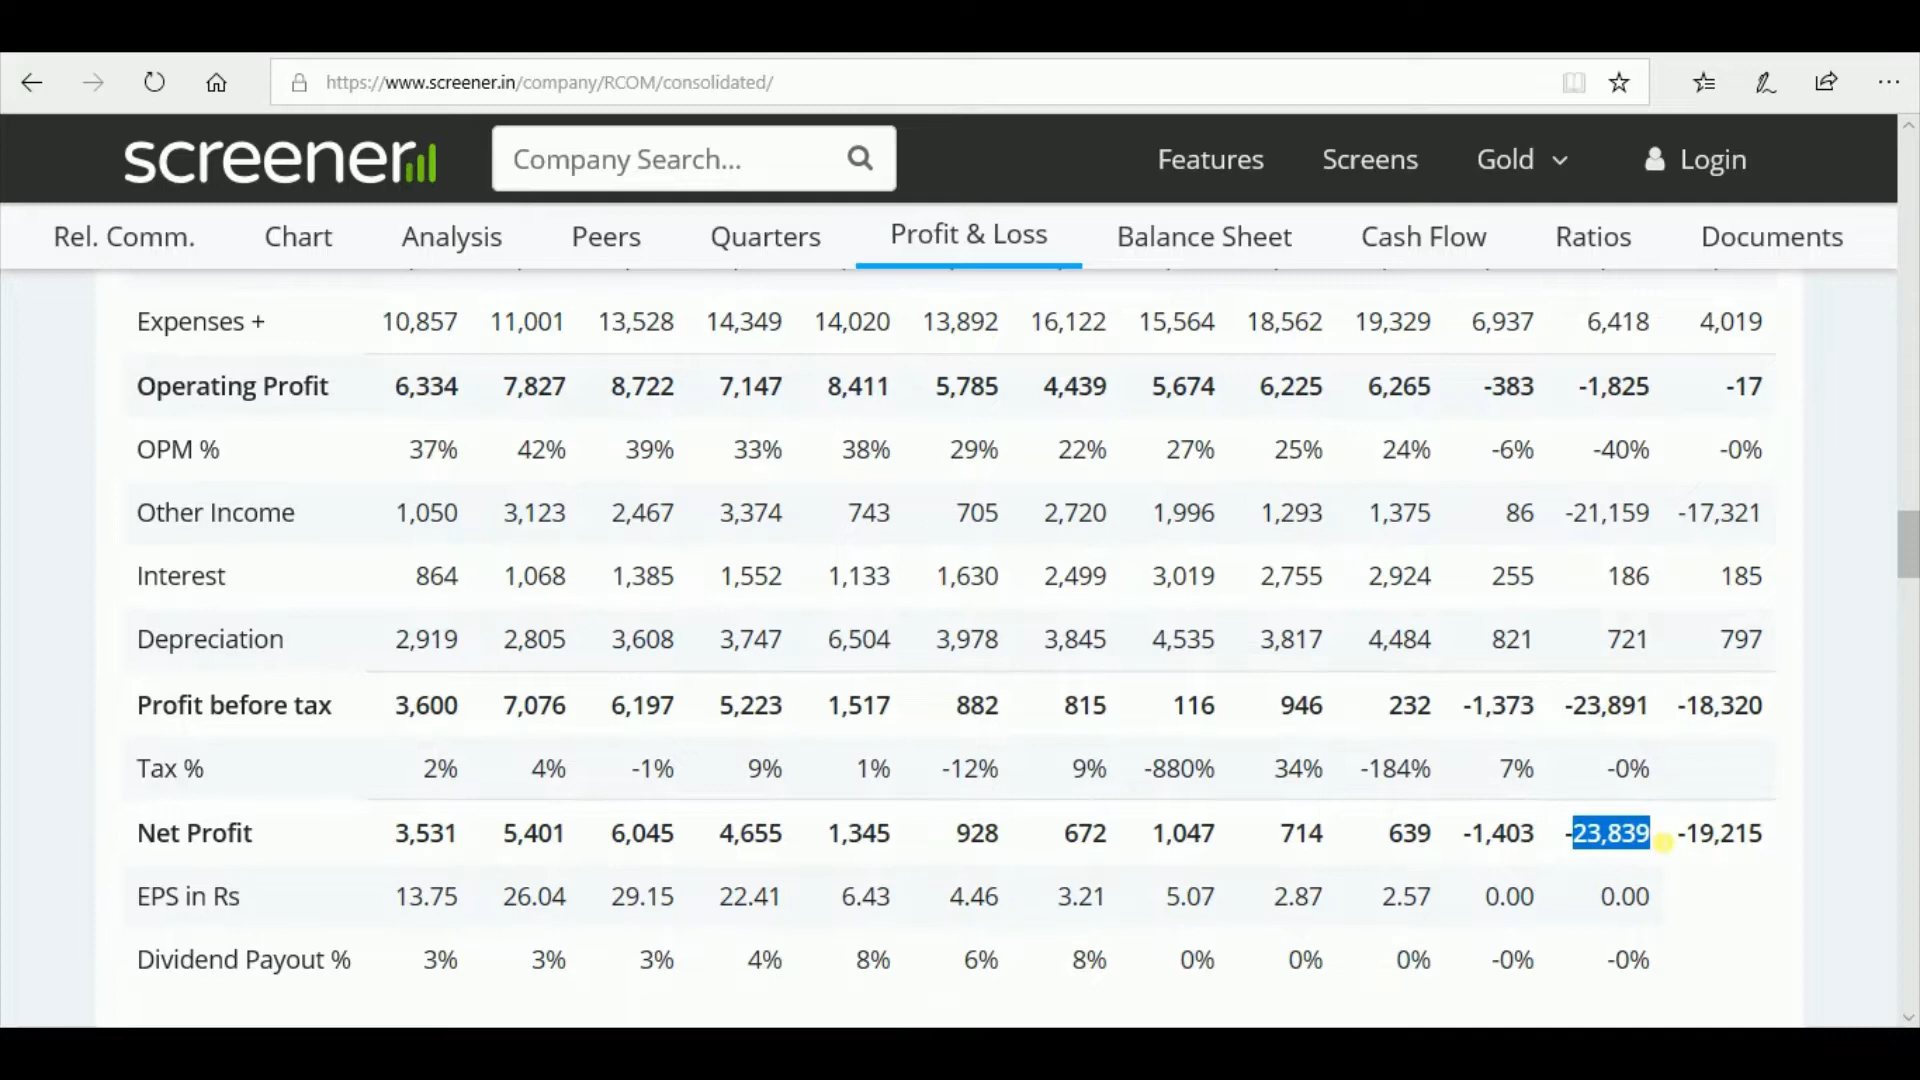 https://www.screener.in/company/RCOM/consolidated/
screener Company Search... Features Screens Gold Login
Rel. Comm. Chart Analysis Peers Quarters Profit & Loss Balance Sheet Cash Flow Ratios Documents
Expenses + 10,857 11,001 13,528 14,349 14,020 13,892 16,122 15,564 18,562 19,329 6,937 6,418 4,019
Operating Profit 6,334 7,827 8,722 7,147 8,411 5,785 4,439 5,674 6,225 6,265 -383 -1,825 -17
OPM % 37% 42% 39% 33% 38% 29% 22% 27% 25% 24% -6% -40% -0%
Other Income 1,050 3,123 2,467 3,374 743 705 2,720 1,996 1,293 1,375 86 -21,159 -17,321
Interest 864 1,068 1,385 1,552 1,133 1,630 2,499 3,019 2,755 2,924 255 186 185
Depreciation 2,919 2,805 3,608 3,747 6,504 3,978 3,845 4,535 3,817 4,484 821 721 797
Profit before tax 3,600 7,076 6,197 5,223 1,517 882 815 116 946 232 -1,373 -23,891 -18,320
Tax % 2% 4% -1% 9% 1% -12% 9% -880% 34% -184% 7% -0%
Net Profit 3,531 5,401 6,045 4,655 1,345 928 672 1,047 714 639 -1,403 -23,839 -19,215
EPS in Rs 13.75 26.04 29.15 22.41 6.43 4.46 3.21 5.07 2.87 2.57 0.00 0.00
Dividend Payout % 3% 3% 3% 4% 8% 6% 8% 0% 0% 0% -0% -0%